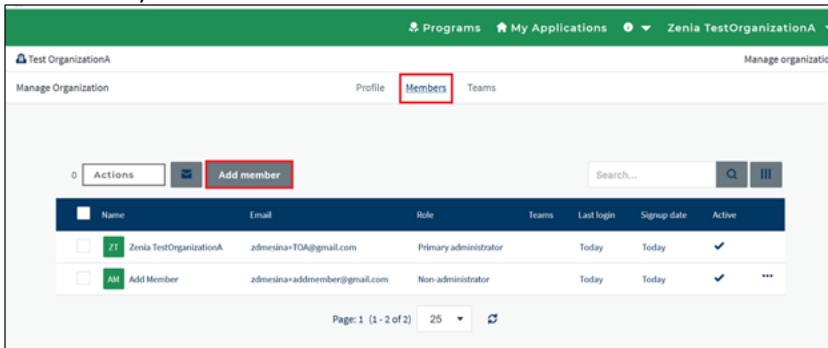 Programs My Applications Zenia TestOrganizationA
Test OrganizationA Manage organizatio
Manage Organization Profile Members Teams
0 Actions Add member Search...
Name Email Role Teams Last login Signup date Active
ZT Zenia TestOrganizationA zdmesina+TOA@gmail.com Primary administrator Today Today
AM Add Member zdmesina+addmember@gmail.com Non-administrator Today Today
Page: 1 (1 - 2 of 2) 25